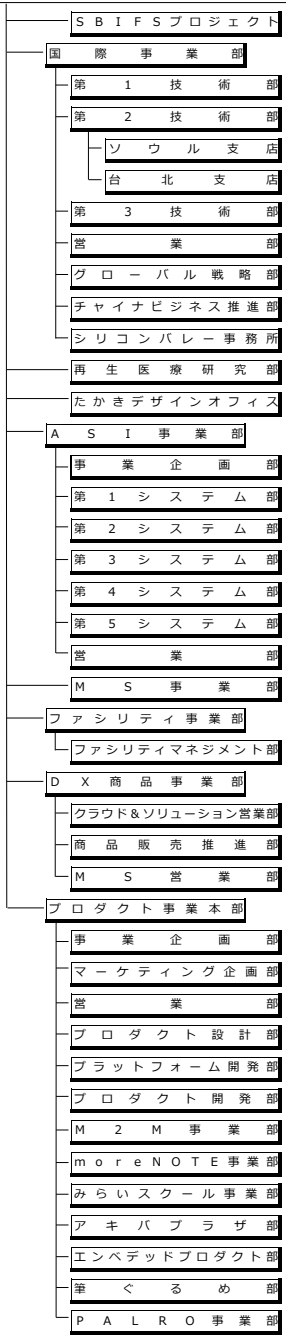 SBIFSプロジェクト
国際事業部
第1技術部
第2技術部
ソウル支店
台北支店
第3技術部
営業部
グローバル戦略部
チャイナビジネス推進部
シリコンバレー事務所
再生医療研究部
たかきデザインオフィス
ASI事業部
事業企画部
第1システム部
第2システム部
第3システム部
第4システム部
第5システム部
営業部
MS事業部
ファシリティ事業部
ファシリティマネジメント部
DX商品事業部
クラウド&ソリューション営業部
商品販売推進部
MS営業部
プロダクト事業本部
事業企画部
マーケティング企画部
営業部
プロダクト設計部
プラットフォーム開発部
プロダクト開発部
M2M事業部
moreNOTE事業部
みらいスクール事業部
アキバプラザ部
エンベデッドプロダクト部
筆ぐるめ部
PALRO事業部